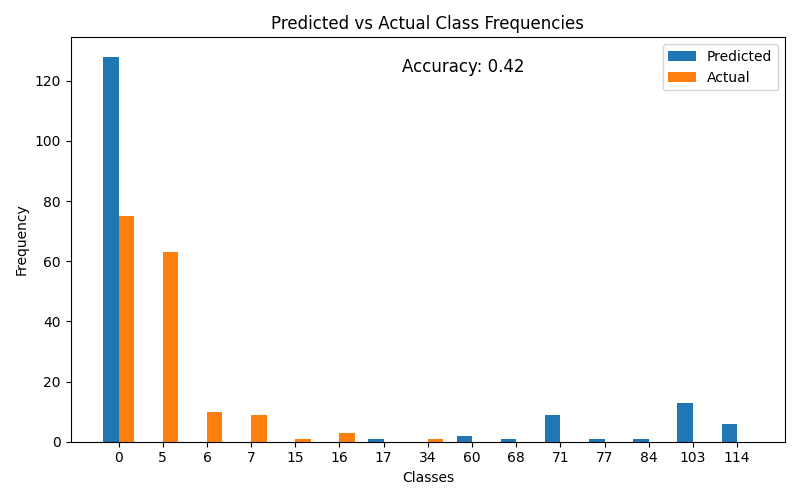 Predicted vs Actual Class Frequencies
Accuracy: 0.42
Predicted
Actual
Frequency
120
100
80
60
40
20
0
0 5 6 7 15 16 17 34 60 68 71 77 84 103 114
Classes